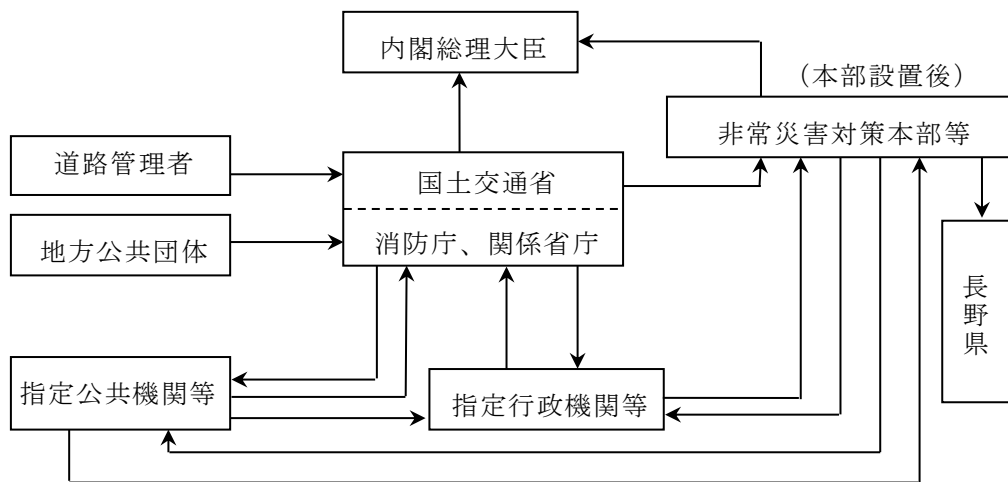 内閣総理大臣
（本部設置後）
非常災害対策本部等
道路管理者
国土交通省
地方公共団体
消防庁、関係省庁
長野県
指定公共機関等
指定行政機関等